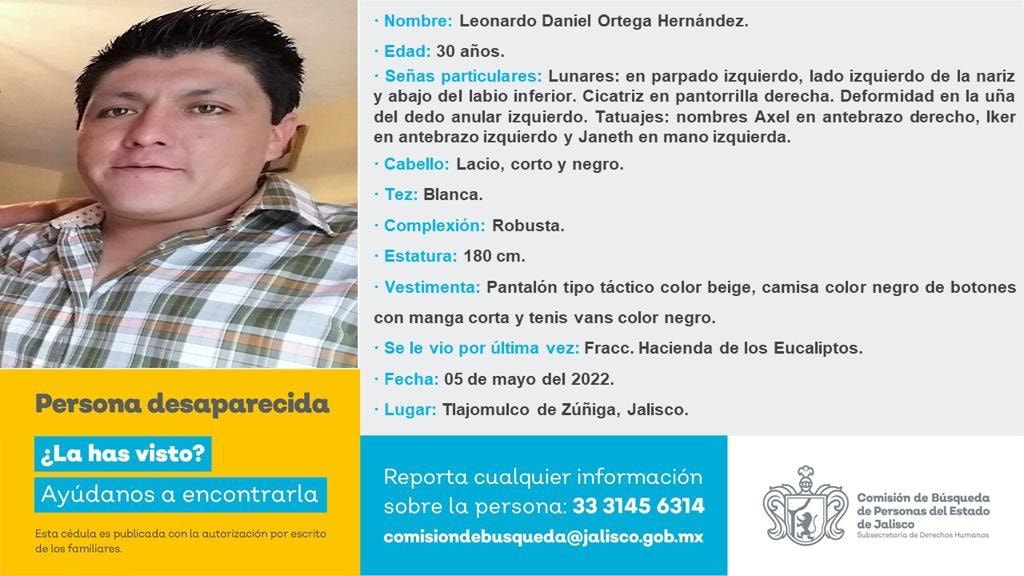 · Nombre: Leonardo Daniel Ortega Hernández.
· Edad: 30 años.
· Señas particulares: Lunares: en parpado izquierdo, lado izquierdo de la nariz
y abajo del labio inferior. Cicatriz en pantorrilla derecha. Deformidad en la uña
del dedo anular izquierdo. Tatuajes: nombres Axel en antebrazo derecho, Iker
en antebrazo izquierdo y Janeth en mano izquierda.
· Cabello: Lacio, corto y negro.
· Tez: Blanca.
· Complexión: Robusta.
· Estatura: 180 cm.
· Vestimenta: Pantalón tipo táctico color beige, camisa color negro de botones
con manga corta y tenis vans color negro.
· Se le vio por última vez: Fracc. Hacienda de los Eucaliptos.
· Fecha: 05 de mayo del 2022.
· Lugar: Tlajomulco de Zúñiga, Jalisco.
Persona desaparecida
¿La has visto?
Ayúdanos a encontrarla
Esta cédula es publicada con la autorización por escrito
de los familiares.
Reporta cualquier información
sobre la persona: 33 3145 6314
comisiondebusqueda@jalisco.gob.mx
Comisión de Búsqueda
de Personas del Estado
de Jalisco
Subsecretaría de Derechos Humanos